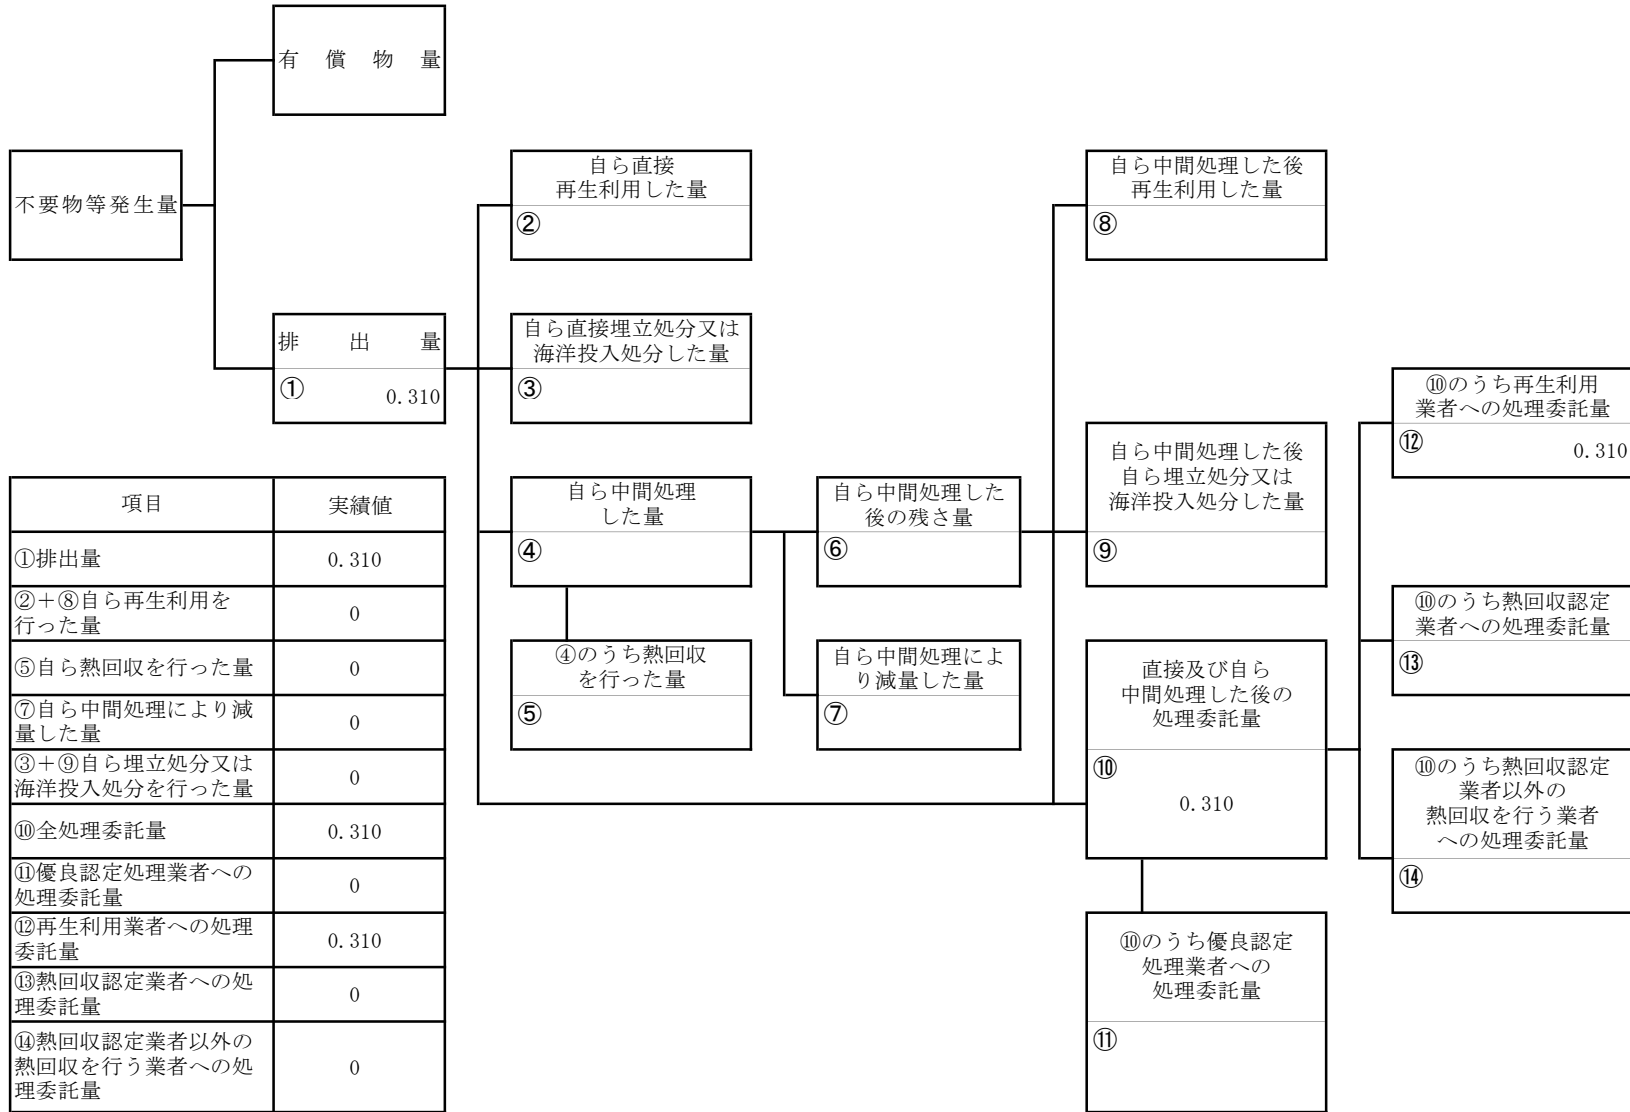 有償物量
不要物等発生量
排出量
①
0.310
自ら直接
再生利用した量
②
自ら直接埋立処分又は
海洋投入処分した量
③
自ら中間処理
した量
④
④のうち熱回収
を行った量
⑤
自ら中間処理した
後の残さ量
⑥
自ら中間処理によ
り減量した量
⑦
自ら中間処理した後
再生利用した量
⑧
自ら中間処理した後
自ら埋立処分又は
海洋投入処分した量
⑨
直接及び自ら
中間処理した後の
処理委託量
⑩
0.310
⑩のうち優良認定
処理業者への
処理委託量
⑪
⑩のうち再生利用
業者への処理委託量
⑫
0.310
⑩のうち熱回収認定
業者への処理委託量
⑬
⑩のうち熱回収認定
業者以外の
熱回収を行う業者
への処理委託量
⑭
項目 実績値
①排出量 0.310
②+⑧自ら再生利用を
行った量 0
⑤自ら熱回収を行った量 0
⑦自ら中間処理により減
量した量 0
③+⑨自ら埋立処分又は
海洋投入処分を行った量 0
⑩全処理委託量 0.310
⑪優良認定処理業者への
処理委託量 0
⑫再生利用業者への処理
委託量 0.310
⑬熱回収認定業者への処
理委託量 0
⑭熱回収認定業者以外の
熱回収を行う業者への処
理委託量 0